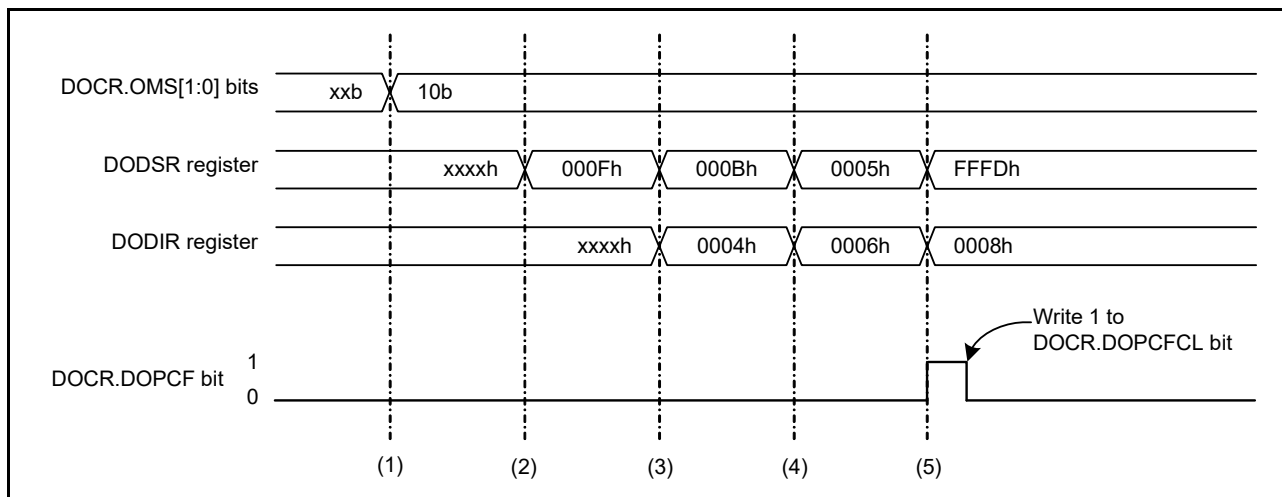 DOCR.OMS[1:0] bits
xxb
10b
DODSR register
xxxxh
000Fh
000Bh
0005h
FFFDh
DODIR register
xxxxh
0004h
0006h
0008h
Write 1 to
DOCR.DOPCFCL bit
DOCR.DOPCF bit
1
0
(1)
(2)
(3)
(4)
(5)